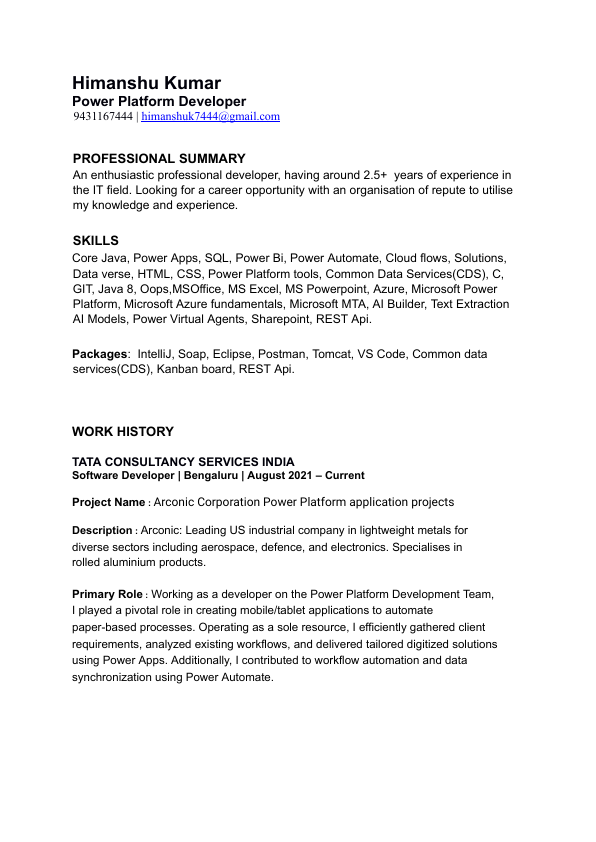 Himanshu Kumar
Power Platform Developer
9431167444 | himanshuk7444@gmail.com
PROFESSIONAL SUMMARY
An enthusiastic professional developer, having around 2.5+  years of experience in
the IT field. Looking for a career opportunity with an organisation of repute to utilise
my knowledge and experience.
SKILLS
Core Java, Power Apps, SQL, Power Bi, Power Automate, Cloud flows, Solutions,
Data verse, HTML, CSS, Power Platform tools, Common Data Services(CDS), C,
GIT, Java 8, Oops,MSOffice, MS Excel, MS Powerpoint, Azure, Microsoft Power
Platform, Microsoft Azure fundamentals, Microsoft MTA, AI Builder, Text Extraction
AI Models, Power Virtual Agents, Sharepoint, REST Api.
Packages:  IntelliJ, Soap, Eclipse, Postman, Tomcat, VS Code, Common data
services(CDS), Kanban board, REST Api.
WORK HISTORY
TATA CONSULTANCY SERVICES INDIA
Software Developer | Bengaluru | August 2021 – Current
Project Name : Arconic Corporation Power Platform application projects
Description : Arconic: Leading US industrial company in lightweight metals for
diverse sectors including aerospace, defence, and electronics. Specialises in
rolled aluminium products.
Primary Role : Working as a developer on the Power Platform Development Team,
I played a pivotal role in creating mobile/tablet applications to automate
paper-based processes. Operating as a sole resource, I efficiently gathered client
requirements, analyzed existing workflows, and delivered tailored digitized solutions
using Power Apps. Additionally, I contributed to workflow automation and data
synchronization using Power Automate.